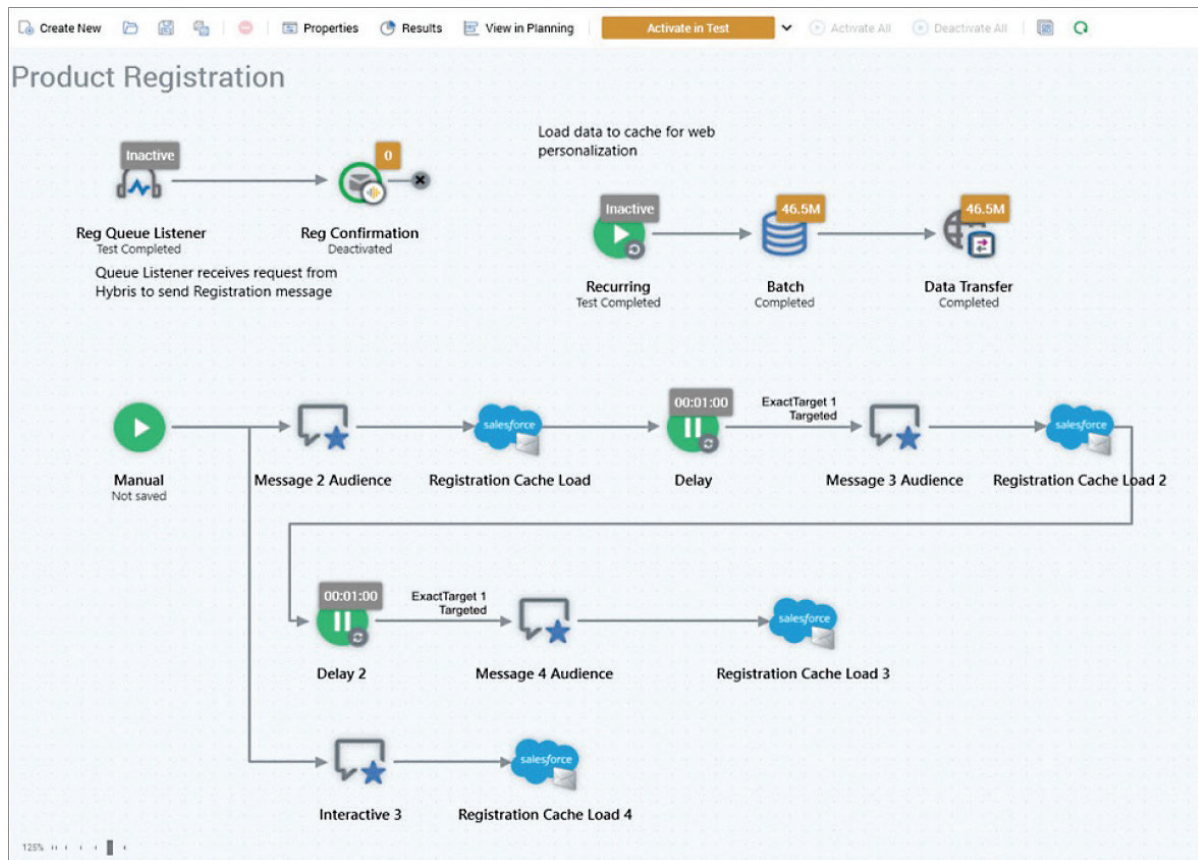 Create New
Properties
Results
View in Planning
Activate in Test
Activate All
Deactivate All
Product Registration
Load data to cache for web
personalization
Inactive
0
Reg Queue Listener
Test Completed
Reg Confirmation
Deactivated
Queue Listener receives request from
Hybris to send Registration message
Inactive
46.5M
46.5M
Recurring
Test Completed
Batch
Completed
Data Transfer
Completed
Manual
Not saved
Message 2 Audience
salesforce
Registration Cache Load
00:01:00
Delay
ExactTarget 1
Targeted
Message 3 Audience
salesforce
Registration Cache Load 2
00:01:00
Delay 2
ExactTarget 1
Targeted
Message 4 Audience
salesforce
Registration Cache Load 3
Interactive 3
salesforce
Registration Cache Load 4
125%